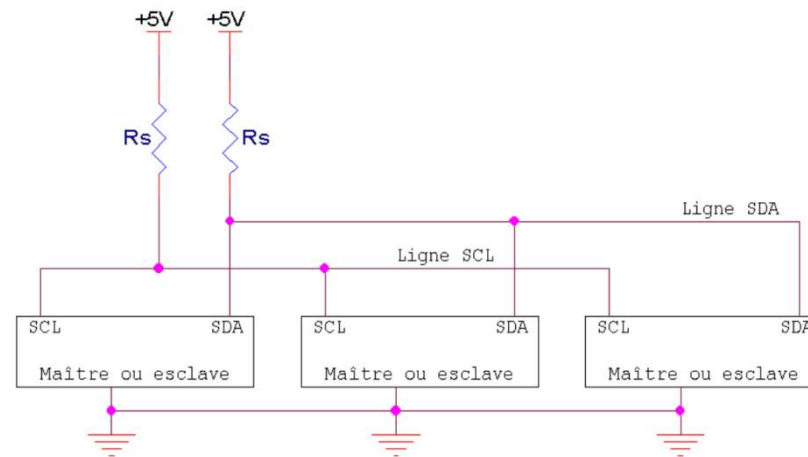 +5V +5V
Rs Rs
Ligne SDA
Ligne SCL
SCL SDA SCL SDA SCL SDA
Maître ou esclave Maître ou esclave Maître ou esclave